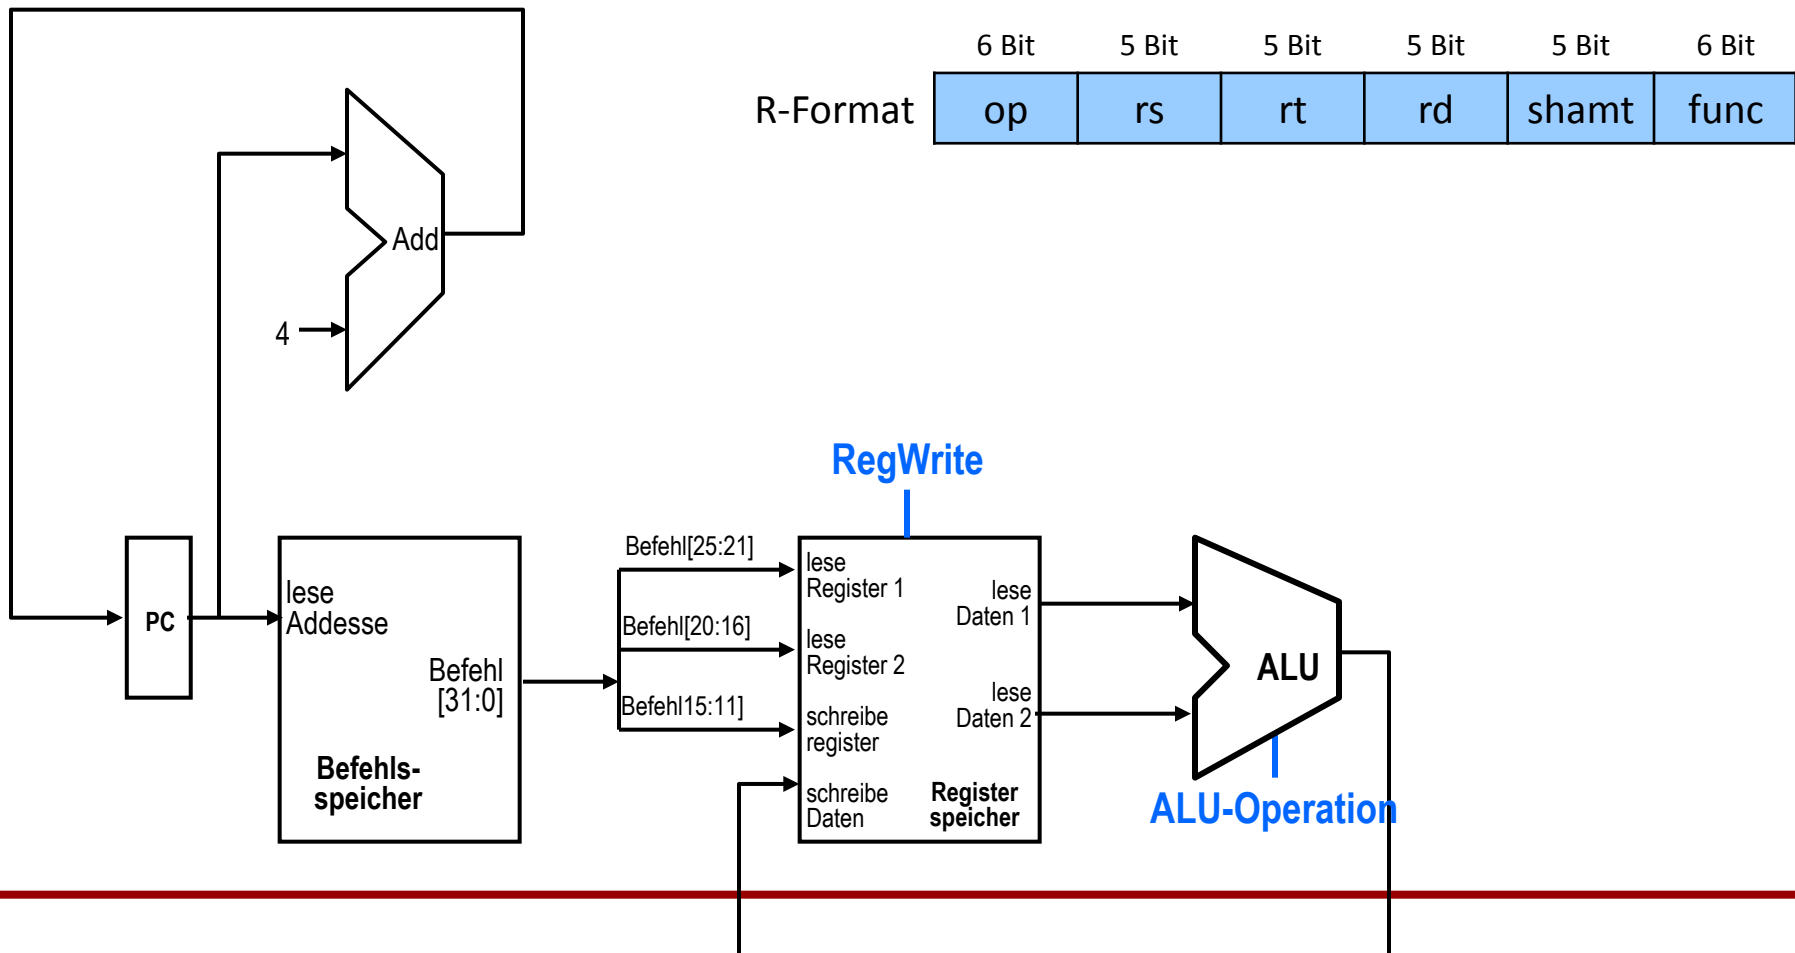 6 Bit 5 Bit 5 Bit 5 Bit 5 Bit 6 Bit
R-Format op rs rt rd shamt func
Add
4
RegWrite
PC
lese
Addesse
Befehl
[31:0]
Befehls-
speicher
Befehl[25:21]
Befehl[20:16]
Befehl15:11]
lese
Register 1
lese
Register 2
schreibe
register
schreibe
Daten
lese
Daten 1
lese
Daten 2
Register
speicher
ALU
ALU-Operation